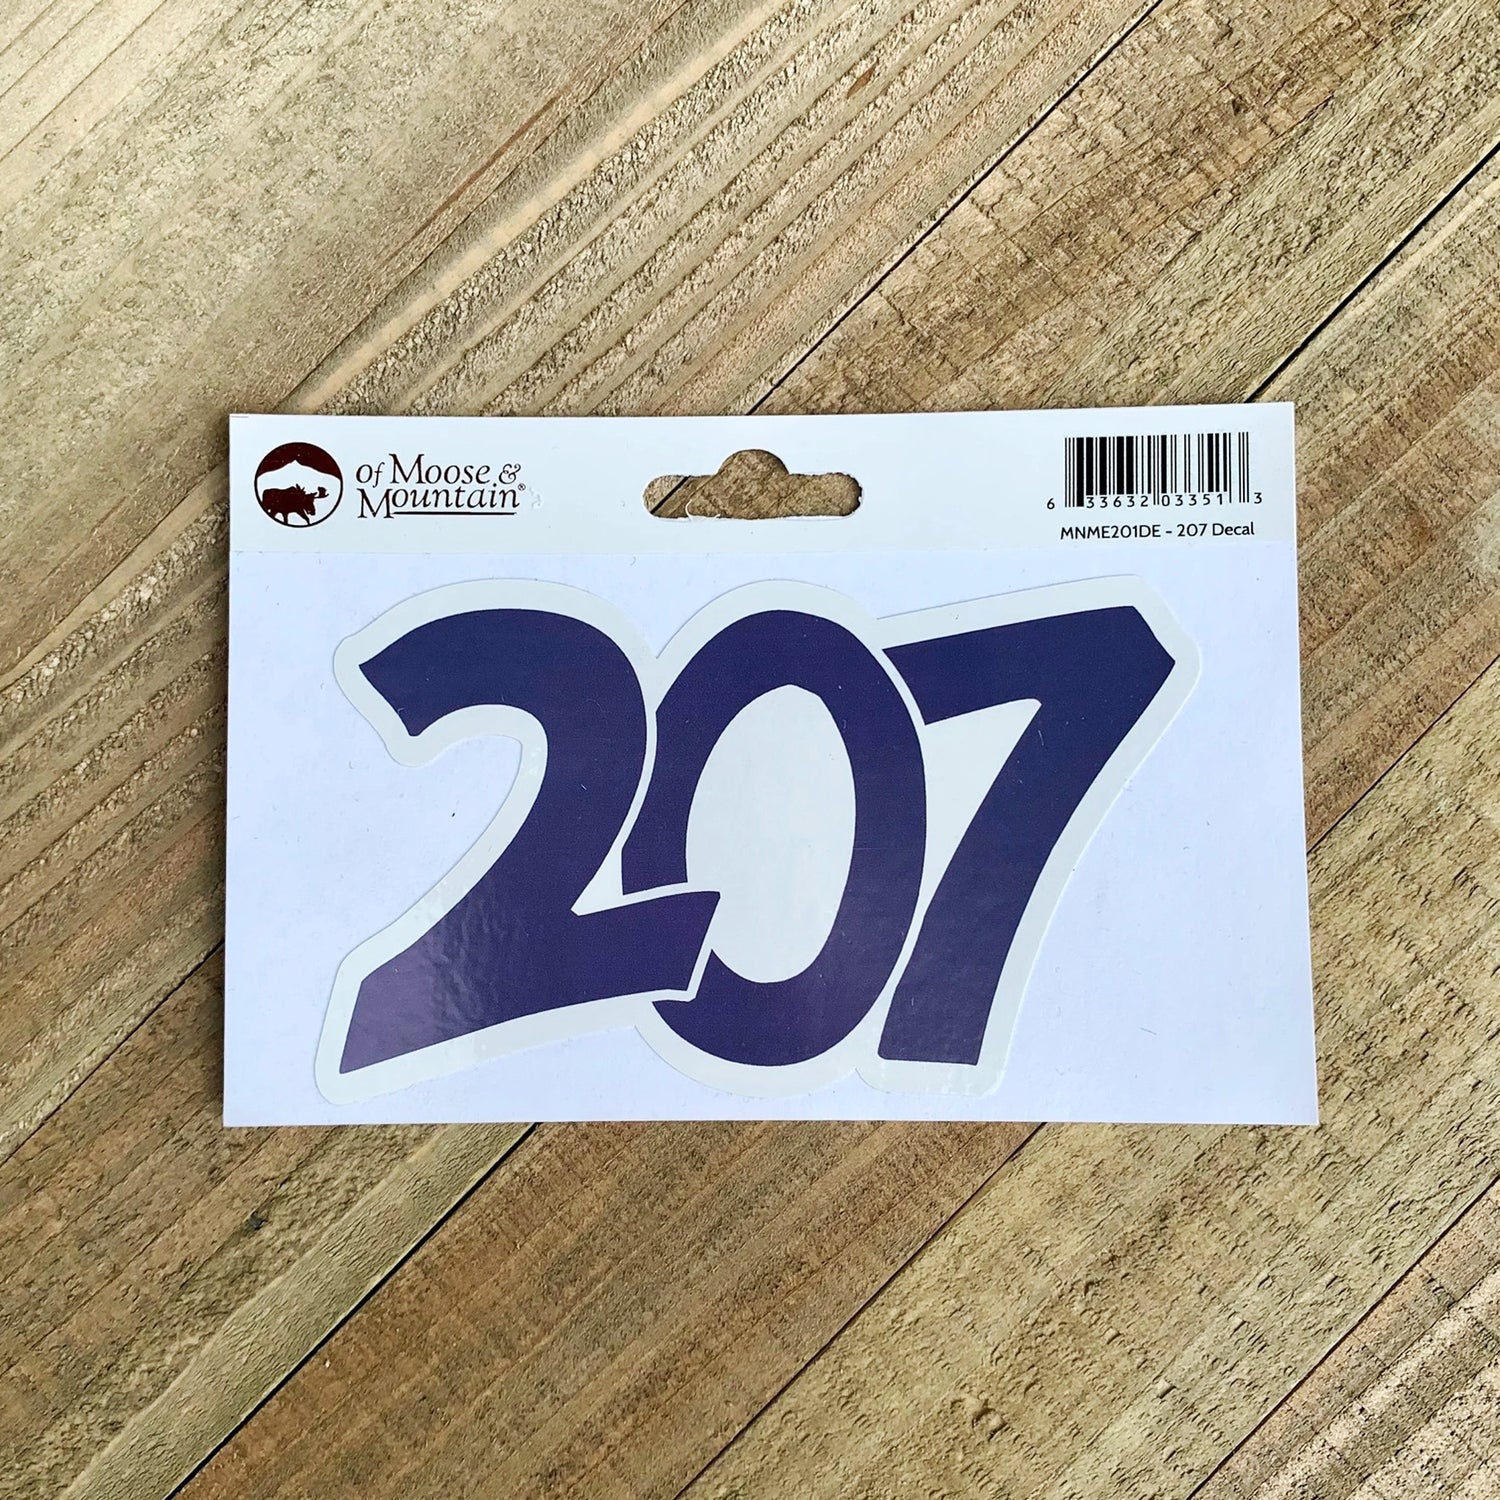 Of Moose &
Mountain®
6 33632 03351 3
MNME201DE - 207 Decal
207